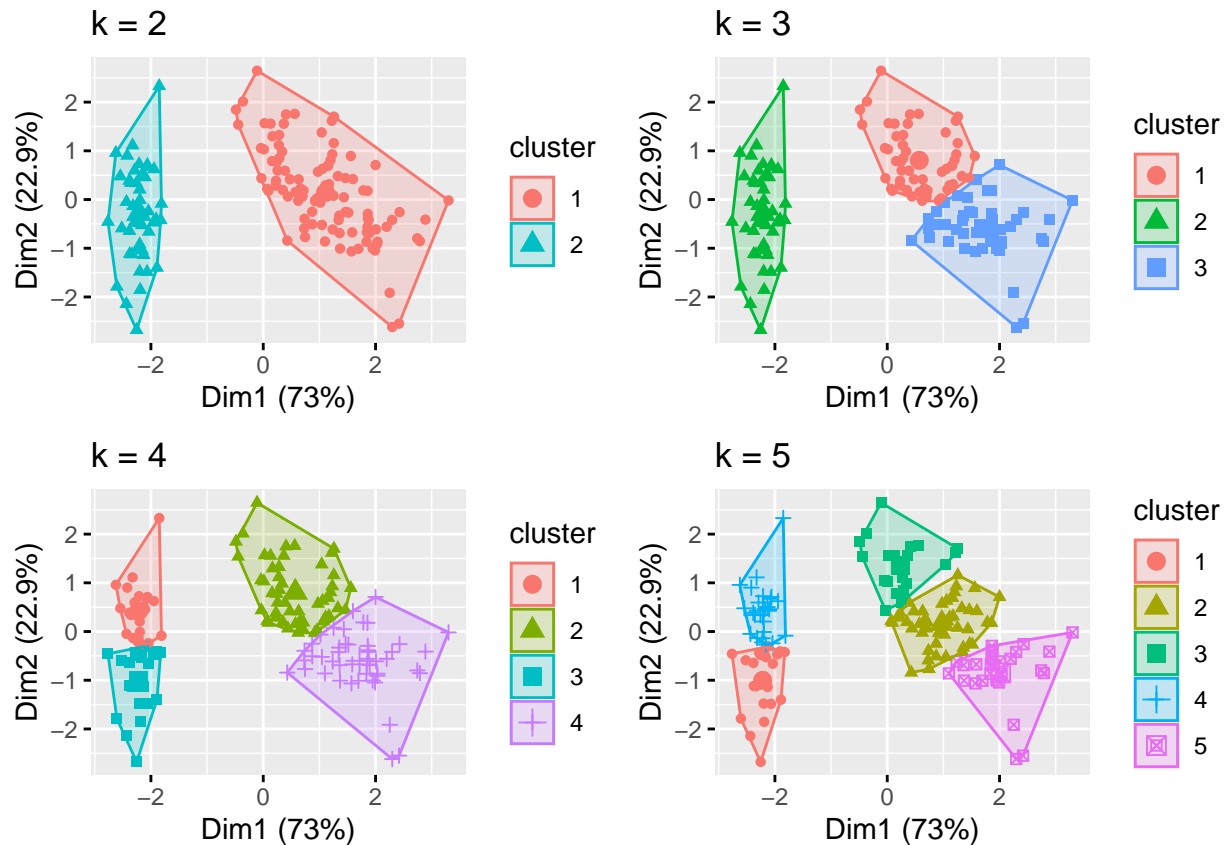 k = 2
2
1
0
−1
−2
Dim2 (22.9%)
−2
0
2
Dim1 (73%)
cluster
1
2
k = 3
2
1
0
−1
−2
Dim2 (22.9%)
−2
0
2
Dim1 (73%)
cluster
1
2
3
k = 4
2
1
0
−1
−2
Dim2 (22.9%)
−2
0
2
Dim1 (73%)
cluster
1
2
3
4
k = 5
2
1
0
−1
−2
Dim2 (22.9%)
−2
0
2
Dim1 (73%)
cluster
1
2
3
4
5